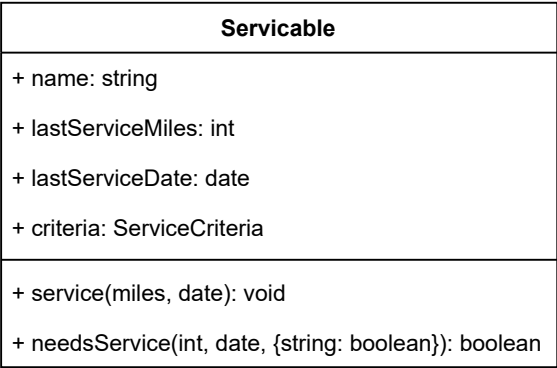 Servicable
+ name: string
+ lastServiceMiles: int
+ lastServiceDate: date
+ criteria: ServiceCriteria
+ service(miles, date): void
+ needsService(int, date, {string: boolean}): boolean